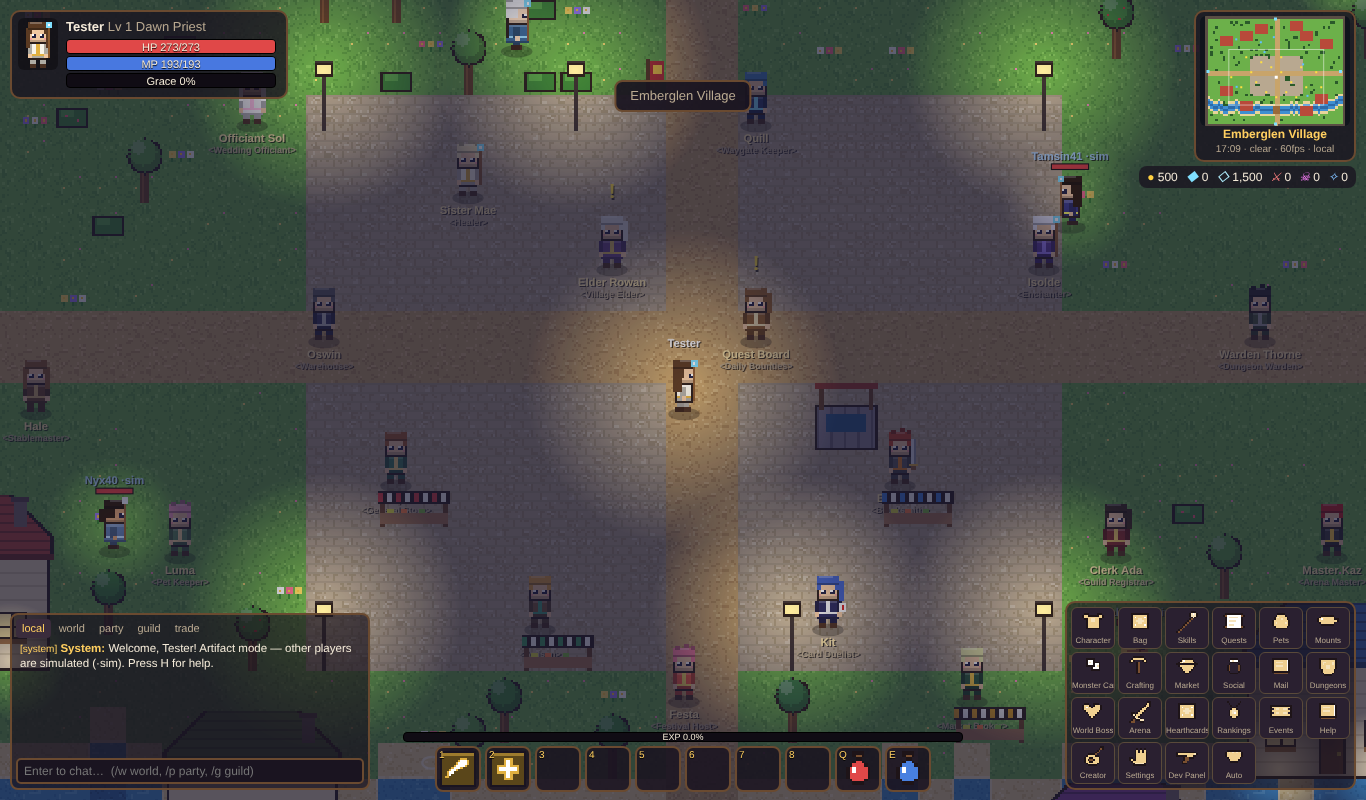 Tester Lv 1 Dawn Priest
HP 273/273
MP 193/193
Grace 0%
Emberglen Village
Emberglen Village
17:09 · clear · 60fps · local
500 0 1,500 0 0 0
Officiant Sol
<Wedding Officiant>
Quill
<Waygate Keeper>
Tamsin41 ·sim
Sister Mae
<Healer>
Elder Rowan
<Village Elder>
Isolde
<Enchanter>
Oswin
<Warehouse>
Tester
Quest Board
<Daily Bounties>
Warden Thorne
<Dungeon Warden>
Hale
<Stablemaster>
Nyx40 ·sim
Luma
<Pet Keeper>
Clerk Ada
<Guild Registrar>
Master Kaz
<Arena Master>
Kit
<Card Duelist>
Festa
<Festival Host>
local world party guild trade
[system] System: Welcome, Tester! Artifact mode — other players
are simulated (·sim). Press H for help.
Enter to chat… (/w world, /p party, /g guild)
EXP 0.0%
1 2 3 4 5 6 7 8 Q E
Character Bag Skills Quests Pets Mounts
Monster Ca Crafting Market Social Mail Dungeons
World Boss Arena Hearthcards Rankings Events Help
Creator Settings Dev Panel Auto